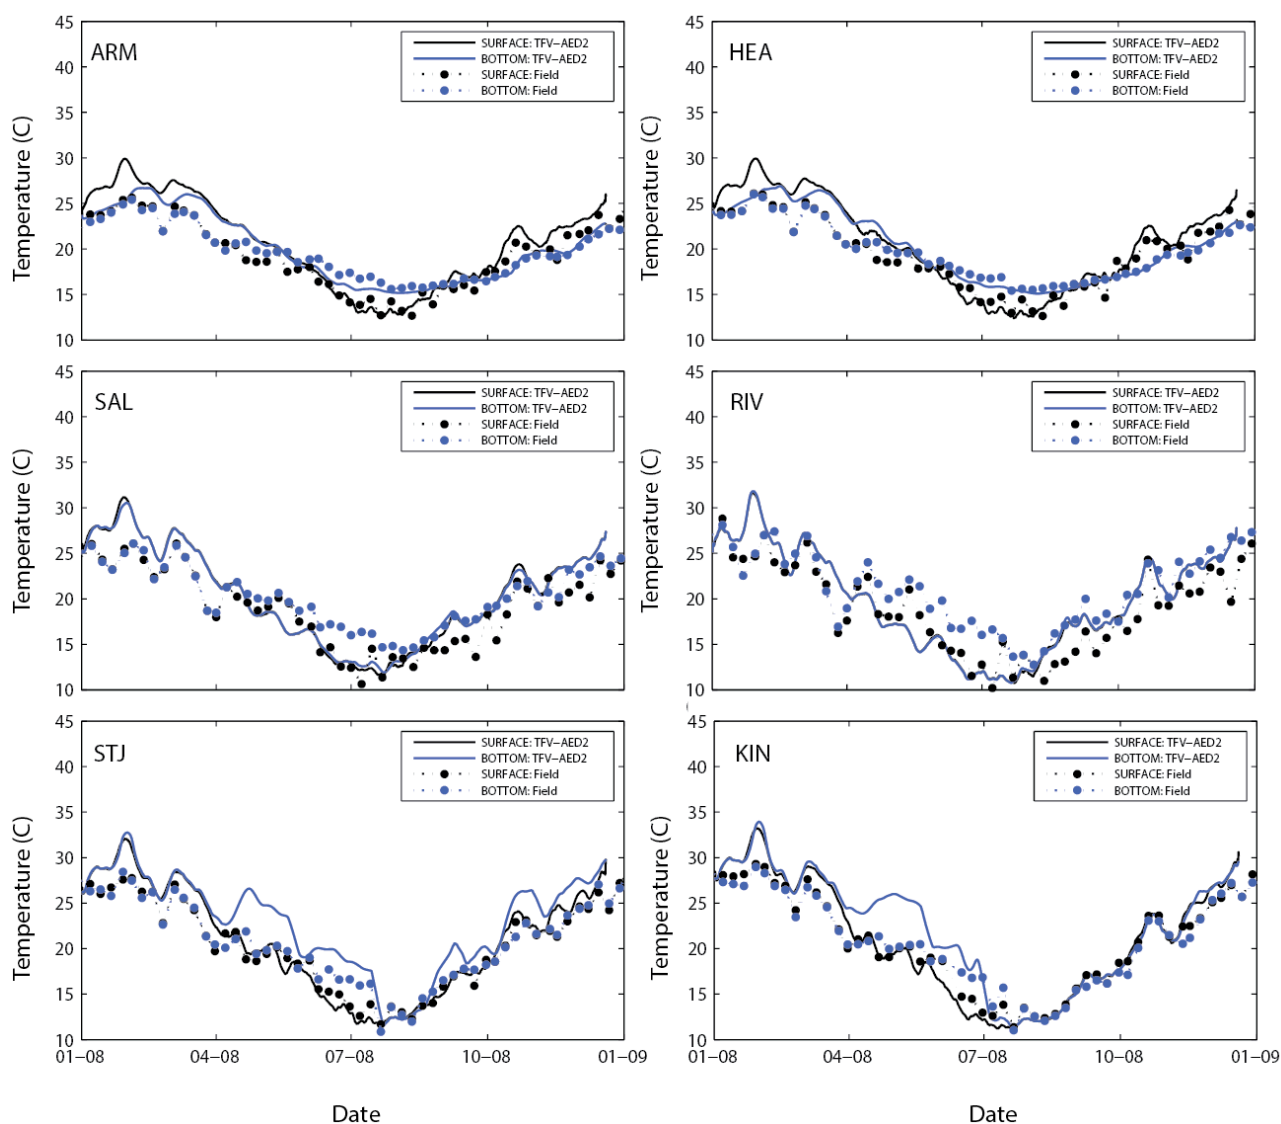 45
40
35
30
25
20
15
10
Temperature (C)
ARM
SURFACE: TFV-AED2
BOTTOM: TFV-AED2
SURFACE: Field
BOTTOM: Field
45
40
35
30
25
20
15
10
Temperature (C)
HEA
SURFACE: TFV-AED2
BOTTOM: TFV-AED2
SURFACE: Field
BOTTOM: Field
45
40
35
30
25
20
15
10
Temperature (C)
SAL
SURFACE: TFV-AED2
BOTTOM: TFV-AED2
SURFACE: Field
BOTTOM: Field
45
40
35
30
25
20
15
10
Temperature (C)
RIV
SURFACE: TFV-AED2
BOTTOM: TFV-AED2
SURFACE: Field
BOTTOM: Field
45
40
35
30
25
20
15
10
Temperature (C)
STJ
SURFACE: TFV-AED2
BOTTOM: TFV-AED2
SURFACE: Field
BOTTOM: Field
01-08 04-08 07-08 10-08 01-09
Date
45
40
35
30
25
20
15
10
Temperature (C)
KIN
SURFACE: TFV-AED2
BOTTOM: TFV-AED2
SURFACE: Field
BOTTOM: Field
01-08 04-08 07-08 10-08 01-09
Date